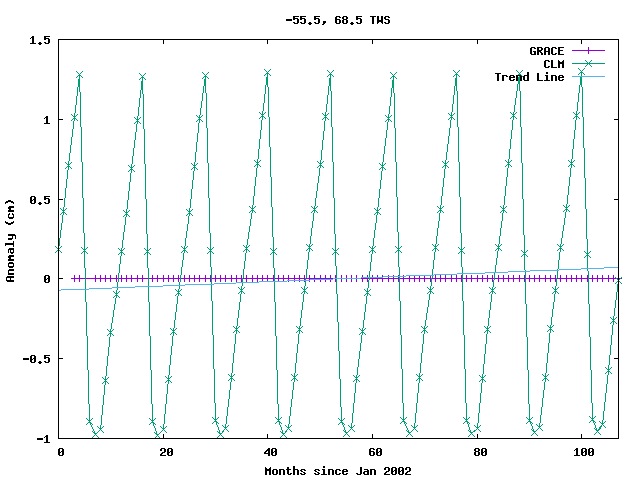 -55.5, 68.5 TWS
1.5
GRACE
CLM
Trend Line
1
0.5
Anomaly (cm)
0
-0.5
-1
0 20 40 60 80 100
Months since Jan 2002